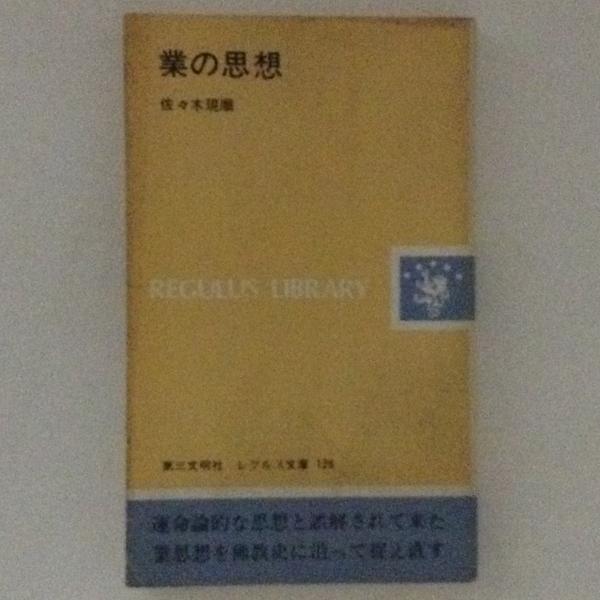 業の思想
佐々木現順
REGULUS LIBRARY
第三文明社 レグルス文庫 126
運命論的な思想と誤解されて来た
業思想を佛教史に沿って捉え直す